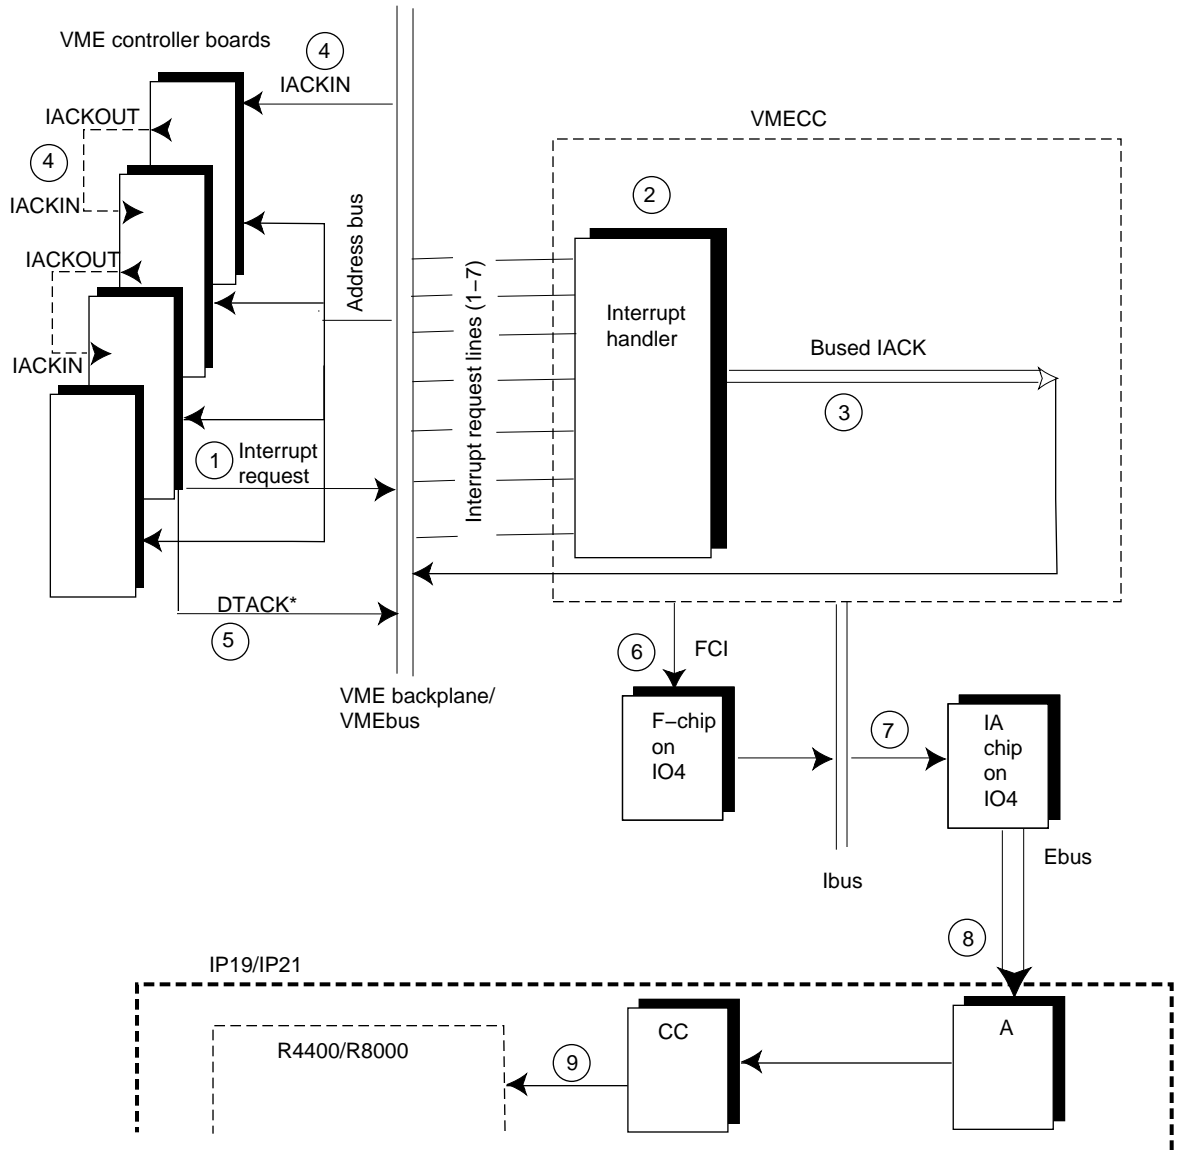 VME controller boards
4
IACKIN
IACKOUT
4
IACKIN
IACKOUT
IACKIN
Address bus
Interrupt request lines (1–7)
VMECC
2
Interrupt
handler
Bused IACK
3
1
Interrupt
request
DTACK*
5
VME backplane/
VMEbus
6
FCI
F–chip
on
IO4
7
IA
chip
on
IO4
Ibus
Ebus
8
IP19/IP21
R4400/R8000
9
CC
A